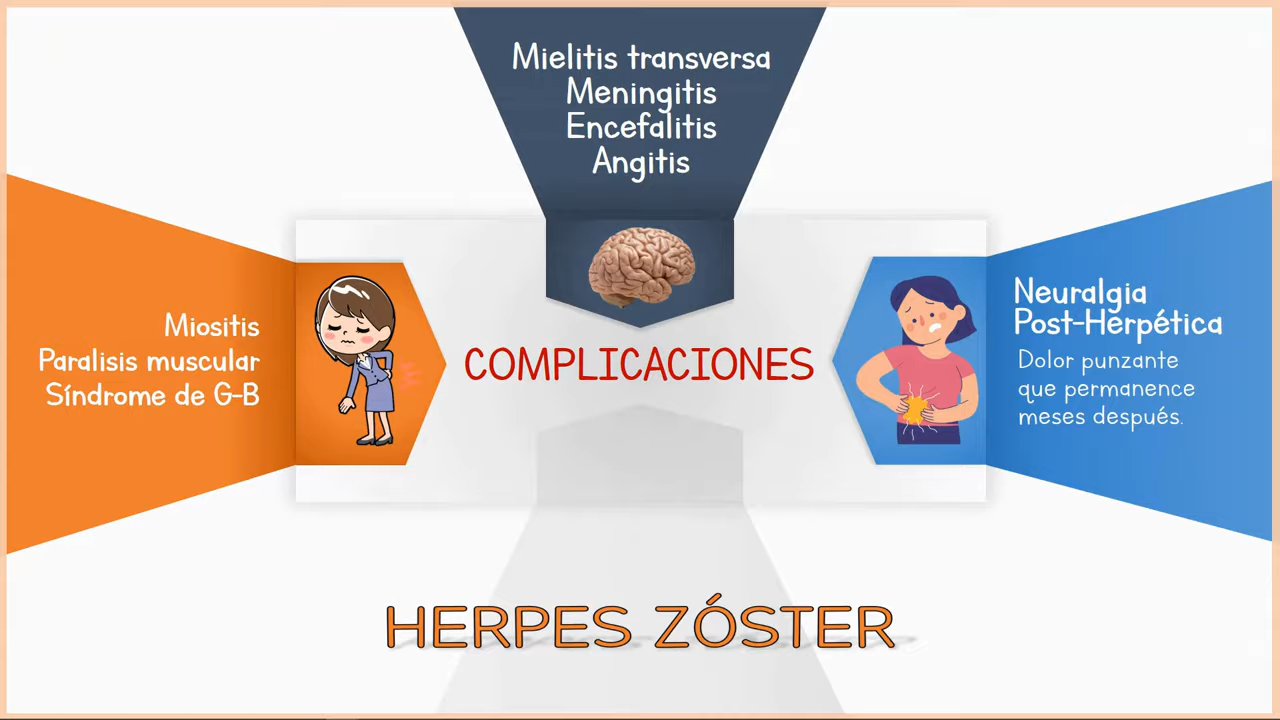 Mielitis transversa
Meningitis
Encefalitis
Angitis
Miositis
Paralisis muscular
Síndrome de G-B
COMPLICACIONES
Neuralgia
Post-Herpética
Dolor punzante
que permanence
meses después.
HERPES ZÓSTER